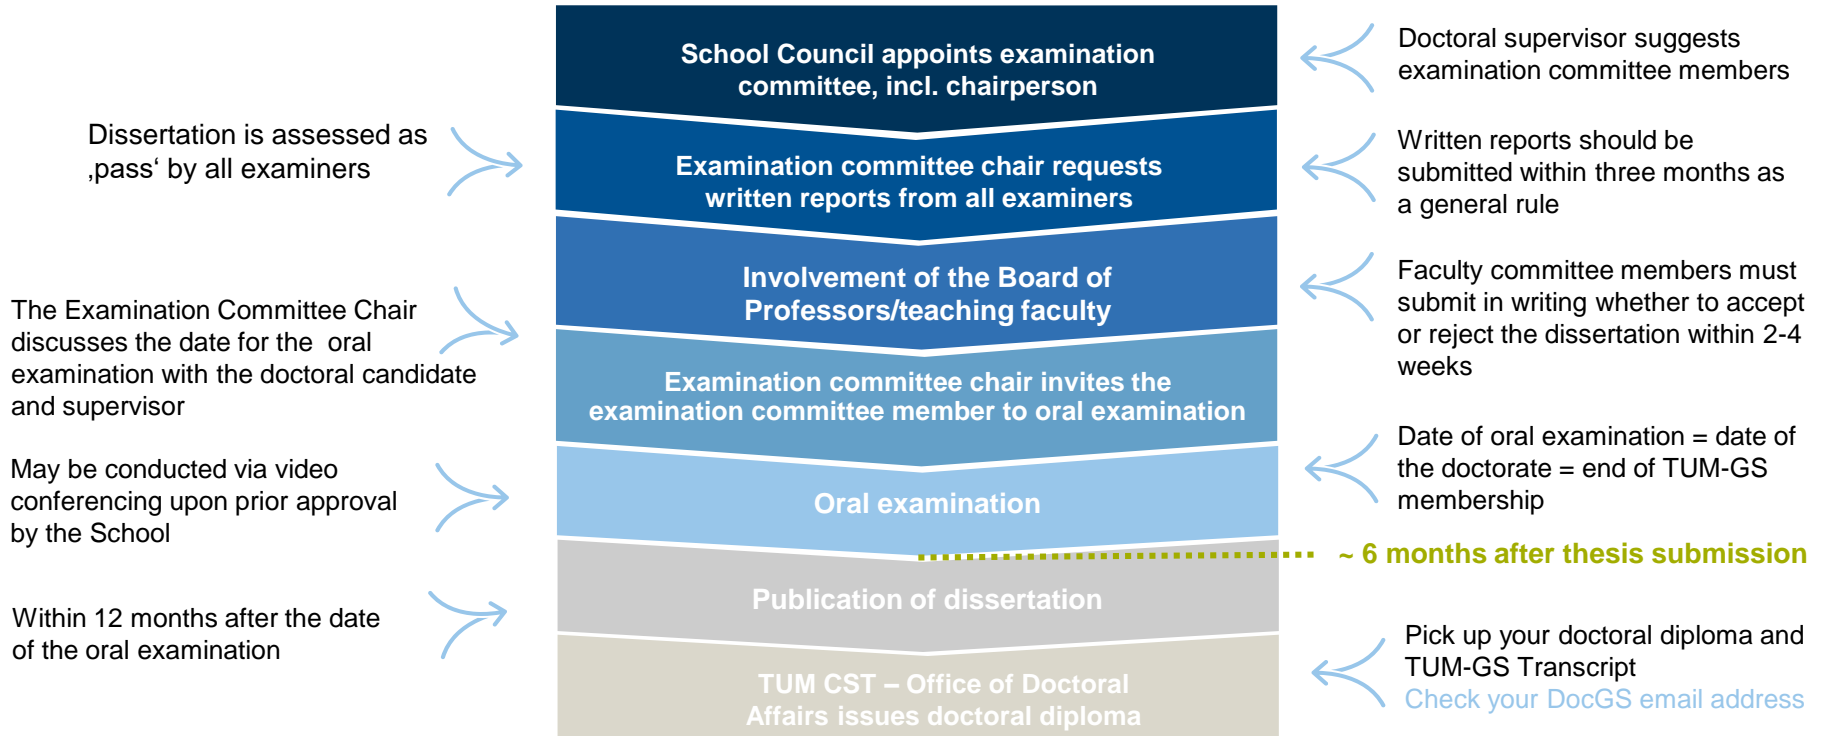 School Council appoints examination
committee, incl. chairperson
Doctoral supervisor suggests
examination committee members
Dissertation is assessed as
‚pass‘ by all examiners
Examination committee chair requests
written reports from all examiners
Written reports should be
submitted within three months as
a general rule
Involvement of the Board of
Professors/teaching faculty
Faculty committee members must
submit in writing whether to accept
or reject the dissertation within 2-4
weeks
The Examination Committee Chair
discusses the date for the  oral
examination with the doctoral candidate
and supervisor
Examination committee chair invites the
examination committee member to oral examination
May be conducted via video
conferencing upon prior approval
by the School
Oral examination
Date of oral examination = date of
the doctorate = end of TUM-GS
membership
~ 6 months after thesis submission
Within 12 months after the date
of the oral examination
Publication of dissertation
TUM CST – Office of Doctoral
Affairs issues doctoral diploma
Pick up your doctoral diploma and
TUM-GS Transcript
Check your DocGS email address